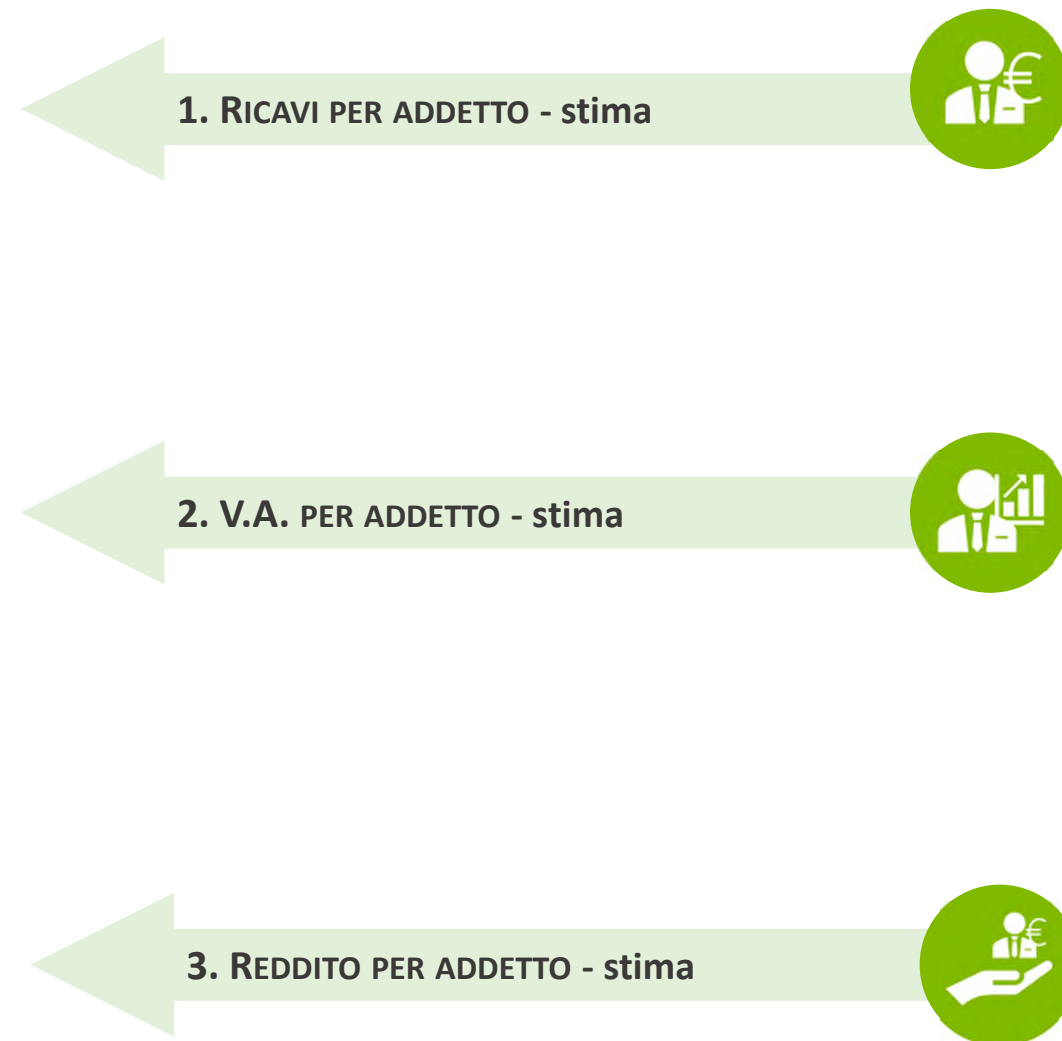 1. RICAVI PER ADDETTO - stima
2. V.A. PER ADDETTO - stima
3. REDDITO PER ADDETTO - stima